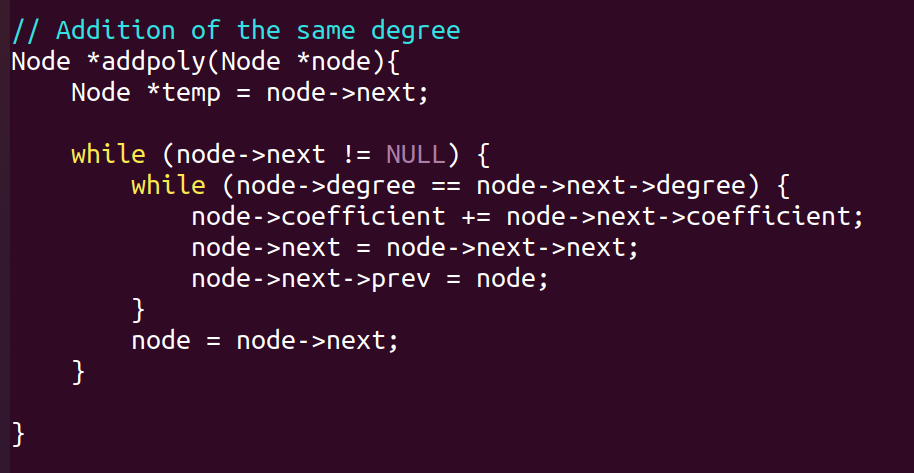 // Addition of the same degree
Node *addpoly(Node *node){
    Node *temp = node->next;

    while (node->next != NULL) {
        while (node->degree == node->next->degree) {
            node->coefficient += node->next->coefficient;
            node->next = node->next->next;
            node->next->prev = node;
        }
        node = node->next;
    }

}